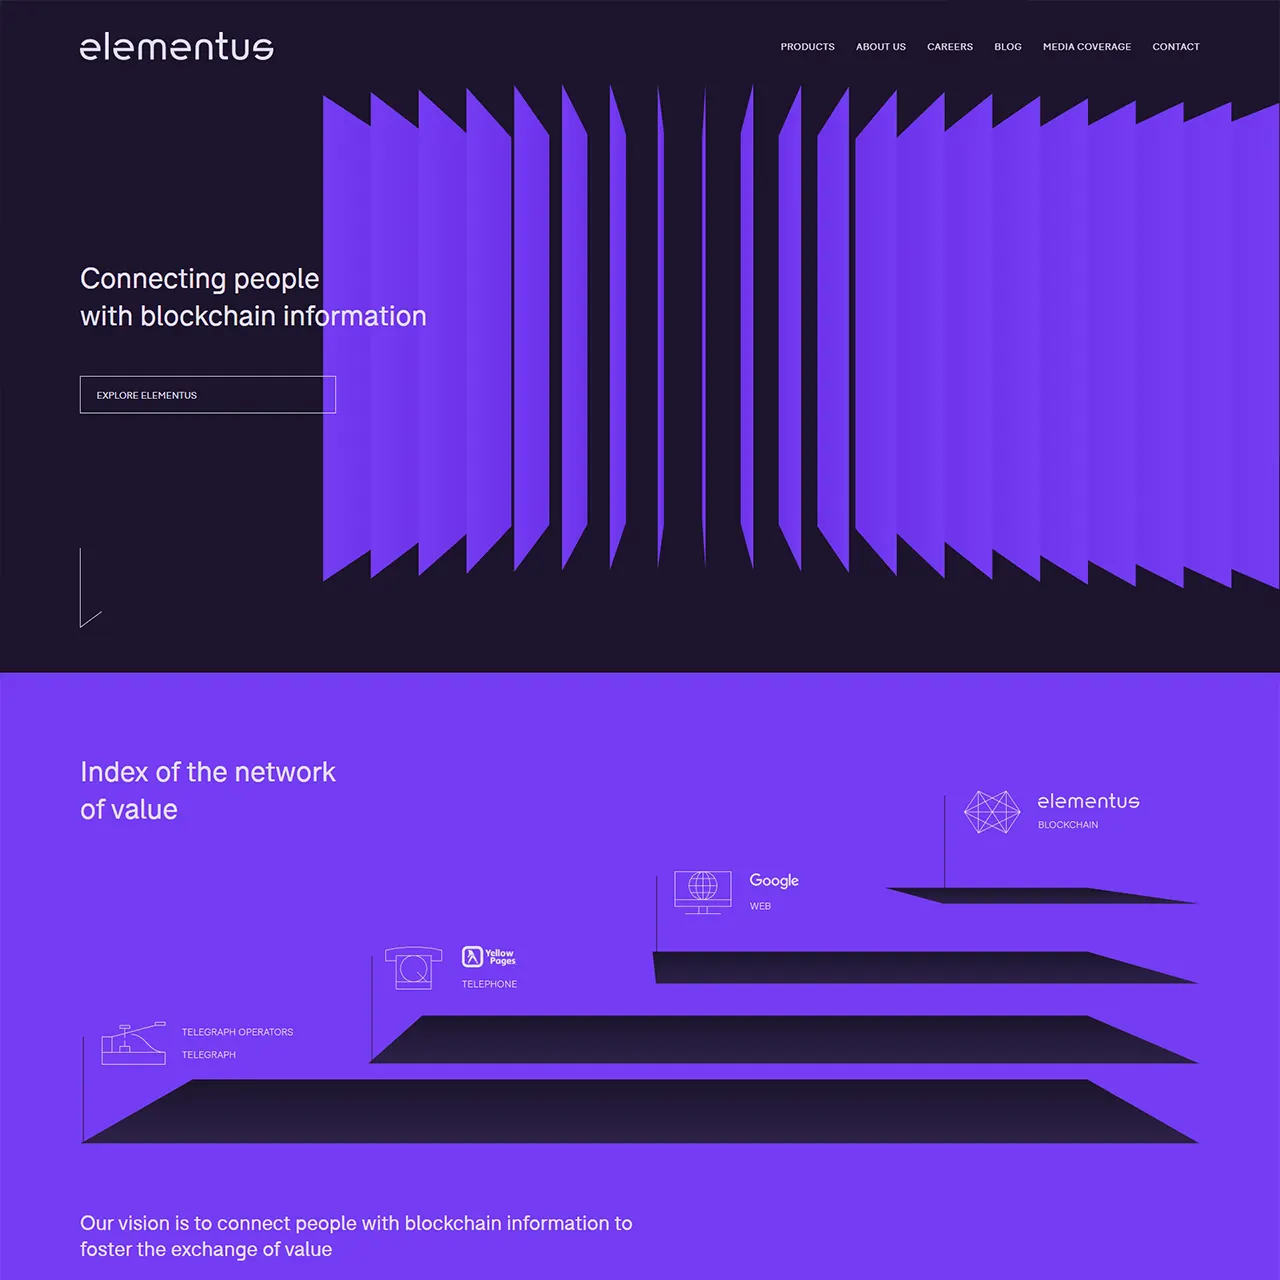 elementus
PRODUCTS ABOUT US CAREERS BLOG MEDIA COVERAGE CONTACT
Connecting people
with blockchain information
EXPLORE ELEMENTUS
Index of the network
of value
elementus
BLOCKCHAIN
Google
WEB
Yellow
Pages
TELEPHONE
TELEGRAPH OPERATORS
TELEGRAPH
Our vision is to connect people with blockchain information to
foster the exchange of value